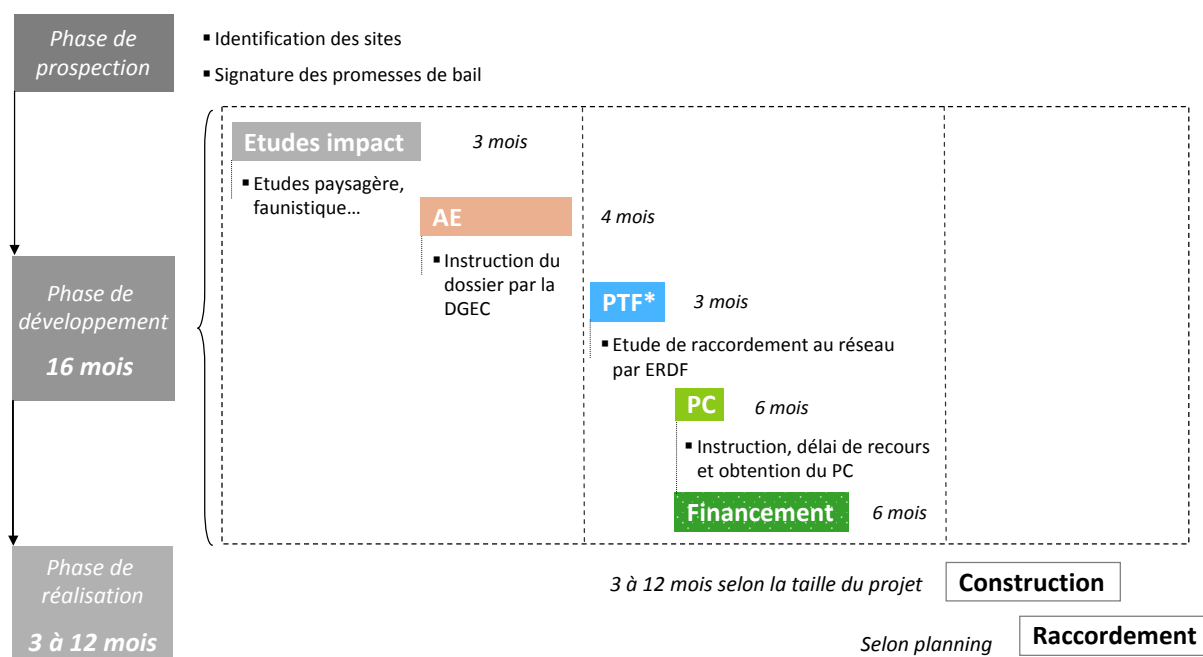 Phase de
prospection
▪ Identification des sites
▪ Signature des promesses de bail
Etudes impact
3 mois
▪ Etudes paysagère,
faunistique...
AE
4 mois
▪ Instruction du
dossier par la
DGEC
Phase de
développement
16 mois
PTF*
3 mois
▪ Etude de raccordement au réseau
par ERDF
PC
6 mois
▪ Instruction, délai de recours
et obtention du PC
Financement
6 mois
Phase de
réalisation
3 à 12 mois
3 à 12 mois selon la taille du projet
Construction
Selon planning
Raccordement